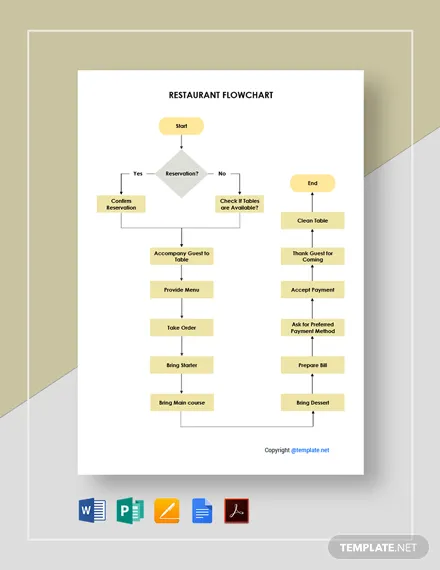 RESTAURANT FLOWCHART
Start
Reservation?
Yes
No
Confirm
Reservation
Check if Tables
are Available?
Accompany Guest to
Table
Provide Menu
Take Order
Bring Starter
Bring Main course
Bring Dessert
Prepare Bill
Ask for Preferred
Payment Method
Accept Payment
Thank Guest for
Coming
Clean Table
End
Copyright @template.net
W
P
TEMPLATE.NET